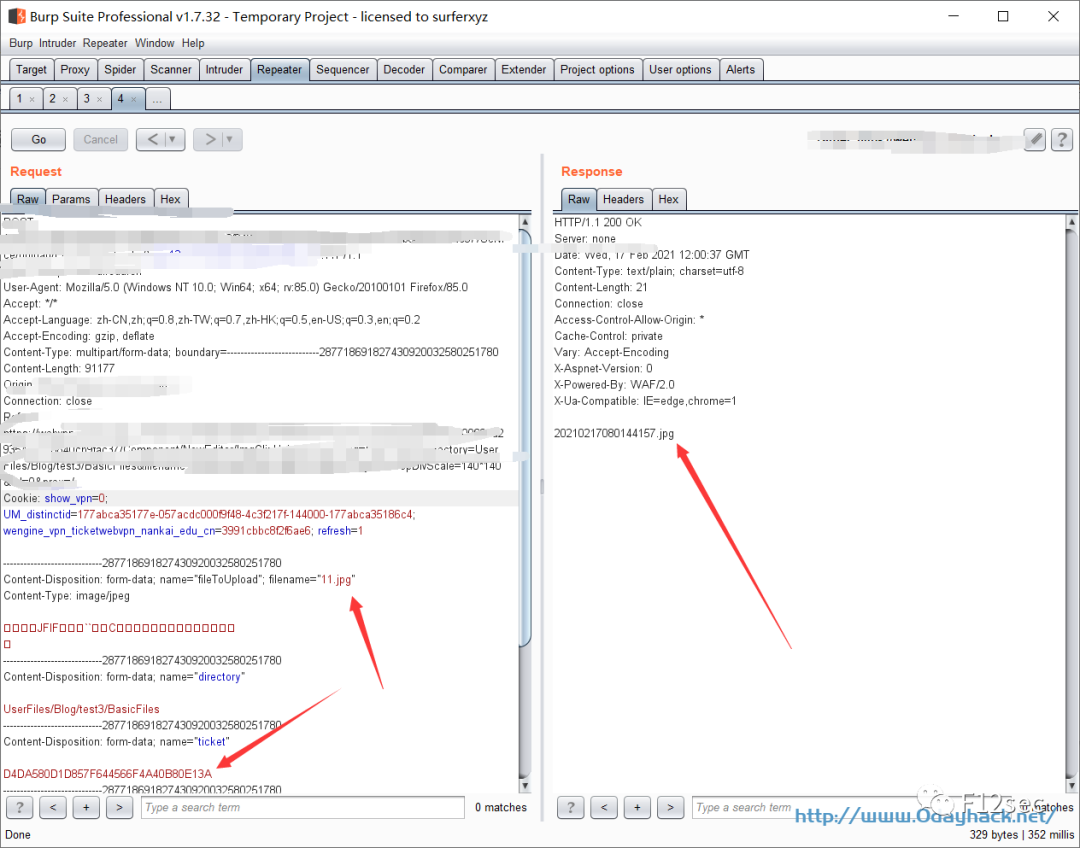 Burp Suite Professional v1.7.32 - Temporary Project - licensed to surferxyz
Burp Intruder Repeater Window Help
Target Proxy Spider Scanner Intruder Repeater Sequencer Decoder Comparer Extender Project options User options Alerts
1 × 2 × 3 × 4 × ...
Go Cancel < ▼ > ▼ ?
Request
Raw Params Headers Hex
User-Agent: Mozilla/5.0 (Windows NT 10.0; Win64; x64; rv:85.0) Gecko/20100101 Firefox/85.0
Accept: */*
Accept-Language: zh-CN,zh;q=0.8,zh-TW;q=0.7,zh-HK;q=0.5,en-US;q=0.3,en;q=0.2
Accept-Encoding: gzip, deflate
Content-Type: multipart/form-data; boundary=---------------------------287718691827430920032580251780
Content-Length: 91177
Origin
Connection: close
Files/Blog/test3/BasicFiles&filename
Cookie: show_vpn=0;
UM_distinctid=177abca35177e-057acdc000f9f48-4c3f217f-144000-177abca35186c4;
wengine_vpn_ticketwebvpn_nankai_edu_cn=3991cbbc8f2f6ae6; refresh=1
-----------------------------287718691827430920032580251780
Content-Disposition: form-data; name="fileToUpload"; filename="11.jpg"
Content-Type: image/jpeg
JFIF
-----------------------------287718691827430920032580251780
Content-Disposition: form-data; name="directory"
UserFiles/Blog/test3/BasicFiles
-----------------------------287718691827430920032580251780
Content-Disposition: form-data; name="ticket"
D4DA580D1D857F644566F4A40B80E13A
-----------------------------287718691827430920032580251780
? < + > Type a search term 0 matches
Response
Raw Headers Hex
HTTP/1.1 200 OK
Server: none
Date: Wed, 17 Feb 2021 12:00:37 GMT
Content-Type: text/plain; charset=utf-8
Content-Length: 21
Connection: close
Access-Control-Allow-Origin: *
Cache-Control: private
Vary: Accept-Encoding
X-Aspnet-Version: 0
X-Powered-By: WAF/2.0
X-Ua-Compatible: IE=edge,chrome=1
20210217080144157.jpg
? < + > Type a search term matches
F12sec
http://www.0dayhack.net/
Done
329 bytes | 352 millis